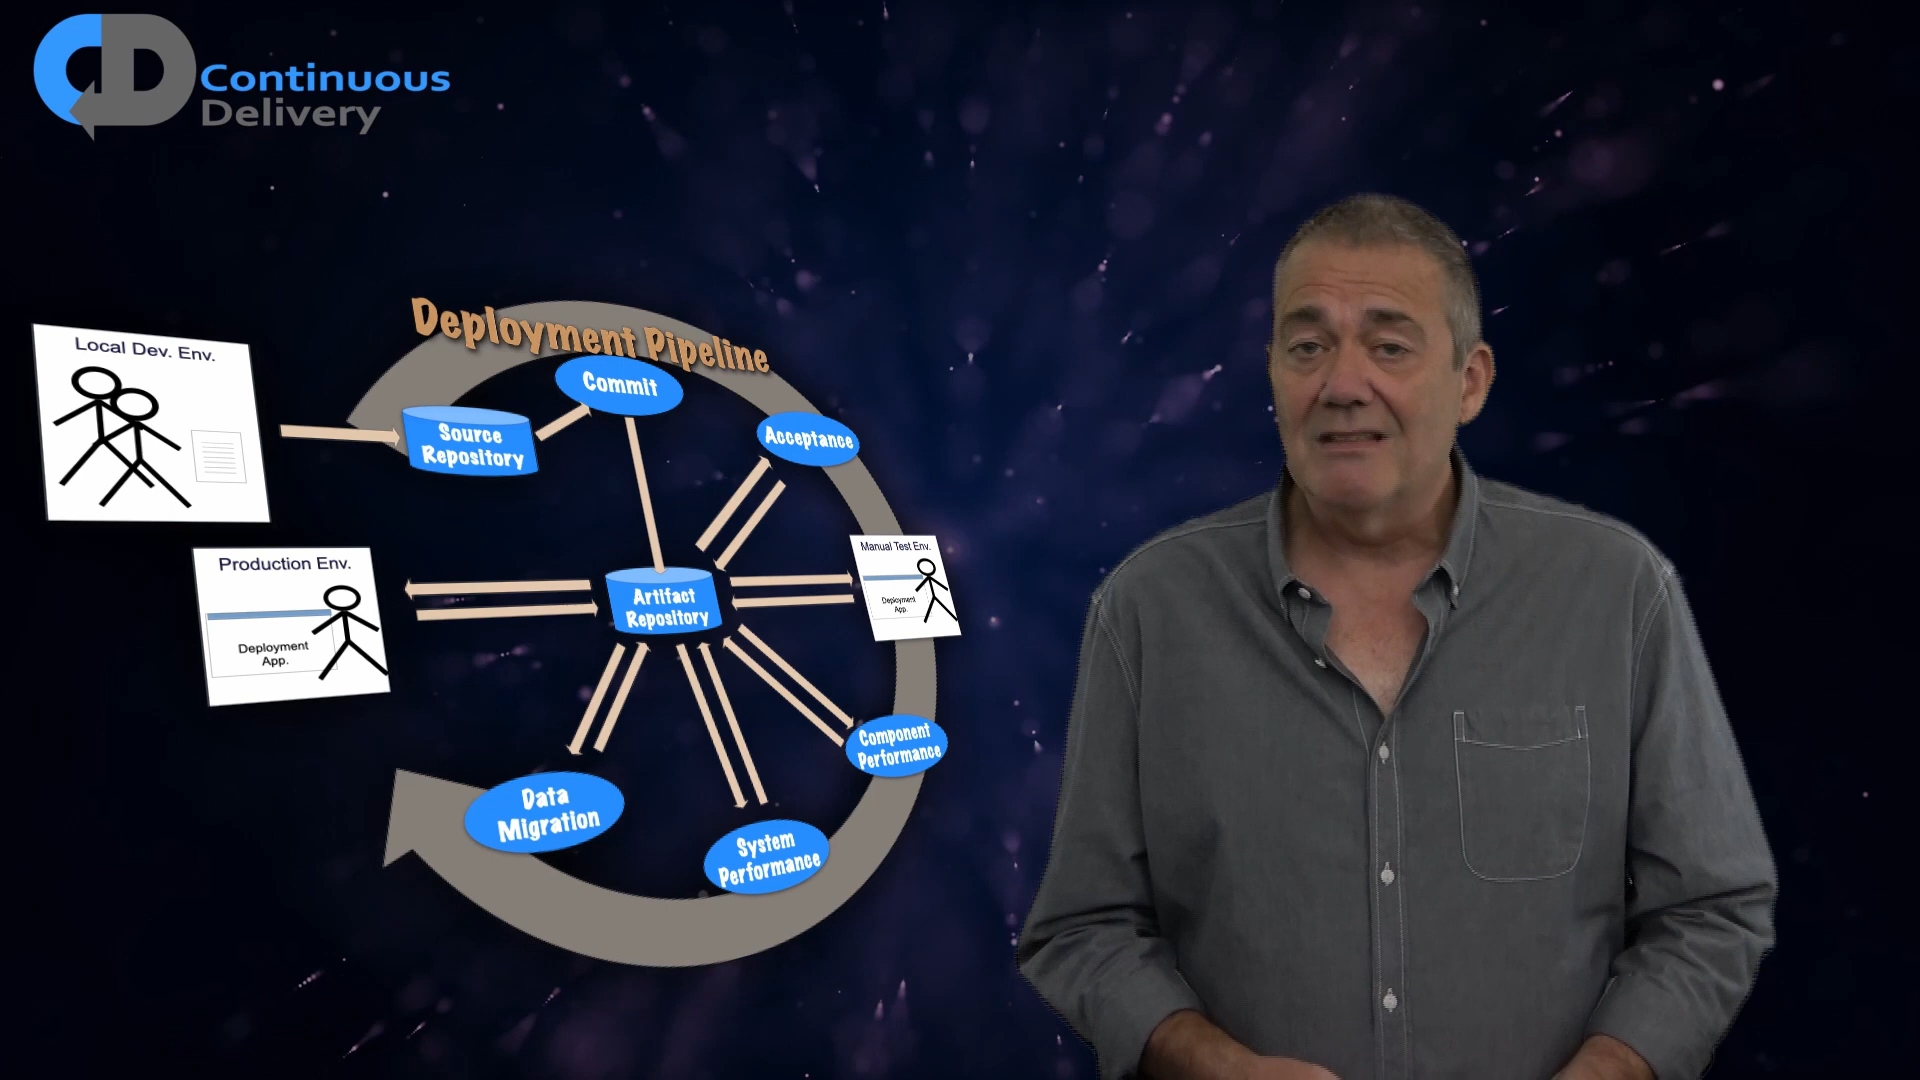 Continuous
Delivery
Deployment Pipeline
Local Dev. Env.
Commit
Source
Repository
Acceptance
Manual Test Env.
Deployment
App.
Production Env.
Deployment
App.
Artifact
Repository
Component
Performance
Data
Migration
System
Performance